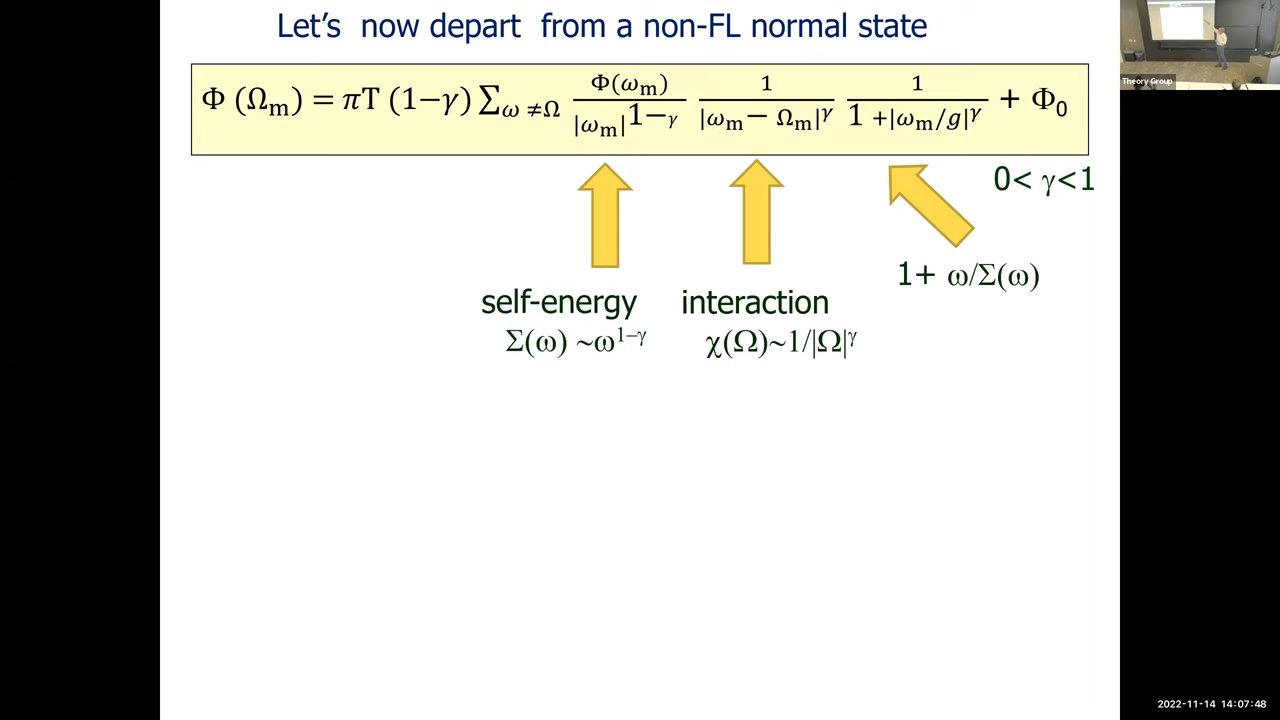 Let's now depart from a non-FL normal state
Φ (Ωₘ) = πT (1−γ) ∑ω ≠Ω Φ(ωₘ)/|ωₘ|^1−γ 1/|ωₘ− Ωₘ|^γ 1/1 +|ωₘ/g|^γ + Φ₀
0< γ<1
1+ ω/Σ(ω)
self-energy interaction
Σ(ω) ~ω^1−γ χ(Ω)~1/|Ω|^γ
Theory Group
2022-11-14 14:07:48